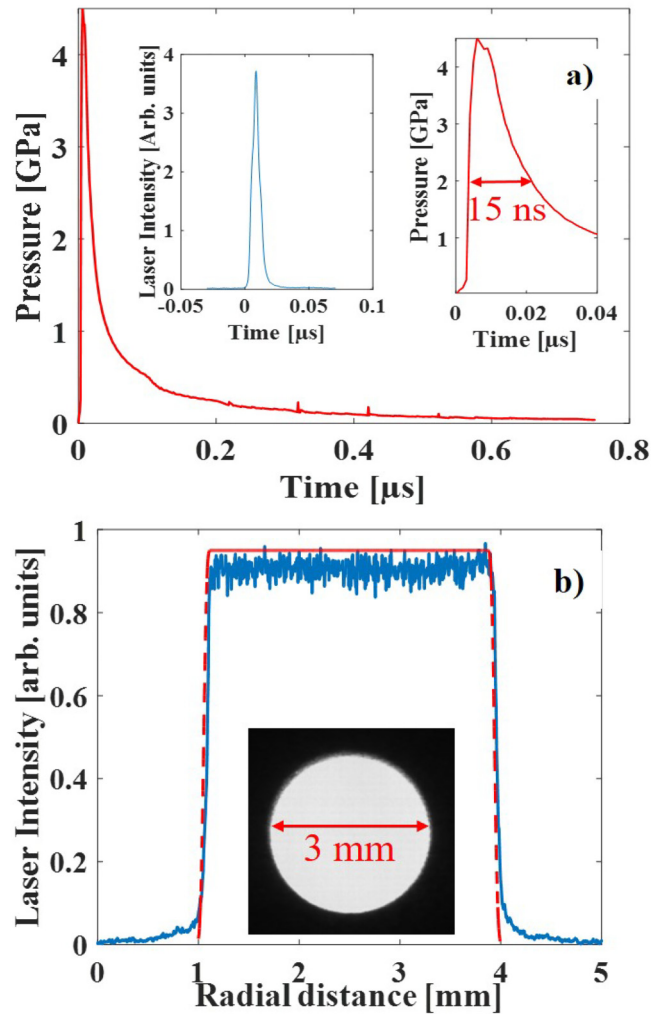 a)
Pressure [GPa]
4
3
2
1
0
0 0.2 0.4 0.6 0.8
Time [µs]
Laser Intensity [Arb. units]
4
3
2
1
0
-0.05 0 0.05 0.1
Time [µs]
Pressure [GPa]
4
3
2
1
15 ns
0 0.02 0.04
Time [µs]
b)
Laser Intensity [arb. units]
1
0.8
0.6
0.4
0.2
0
3 mm
0 1 2 3 4 5
Radial distance [mm]